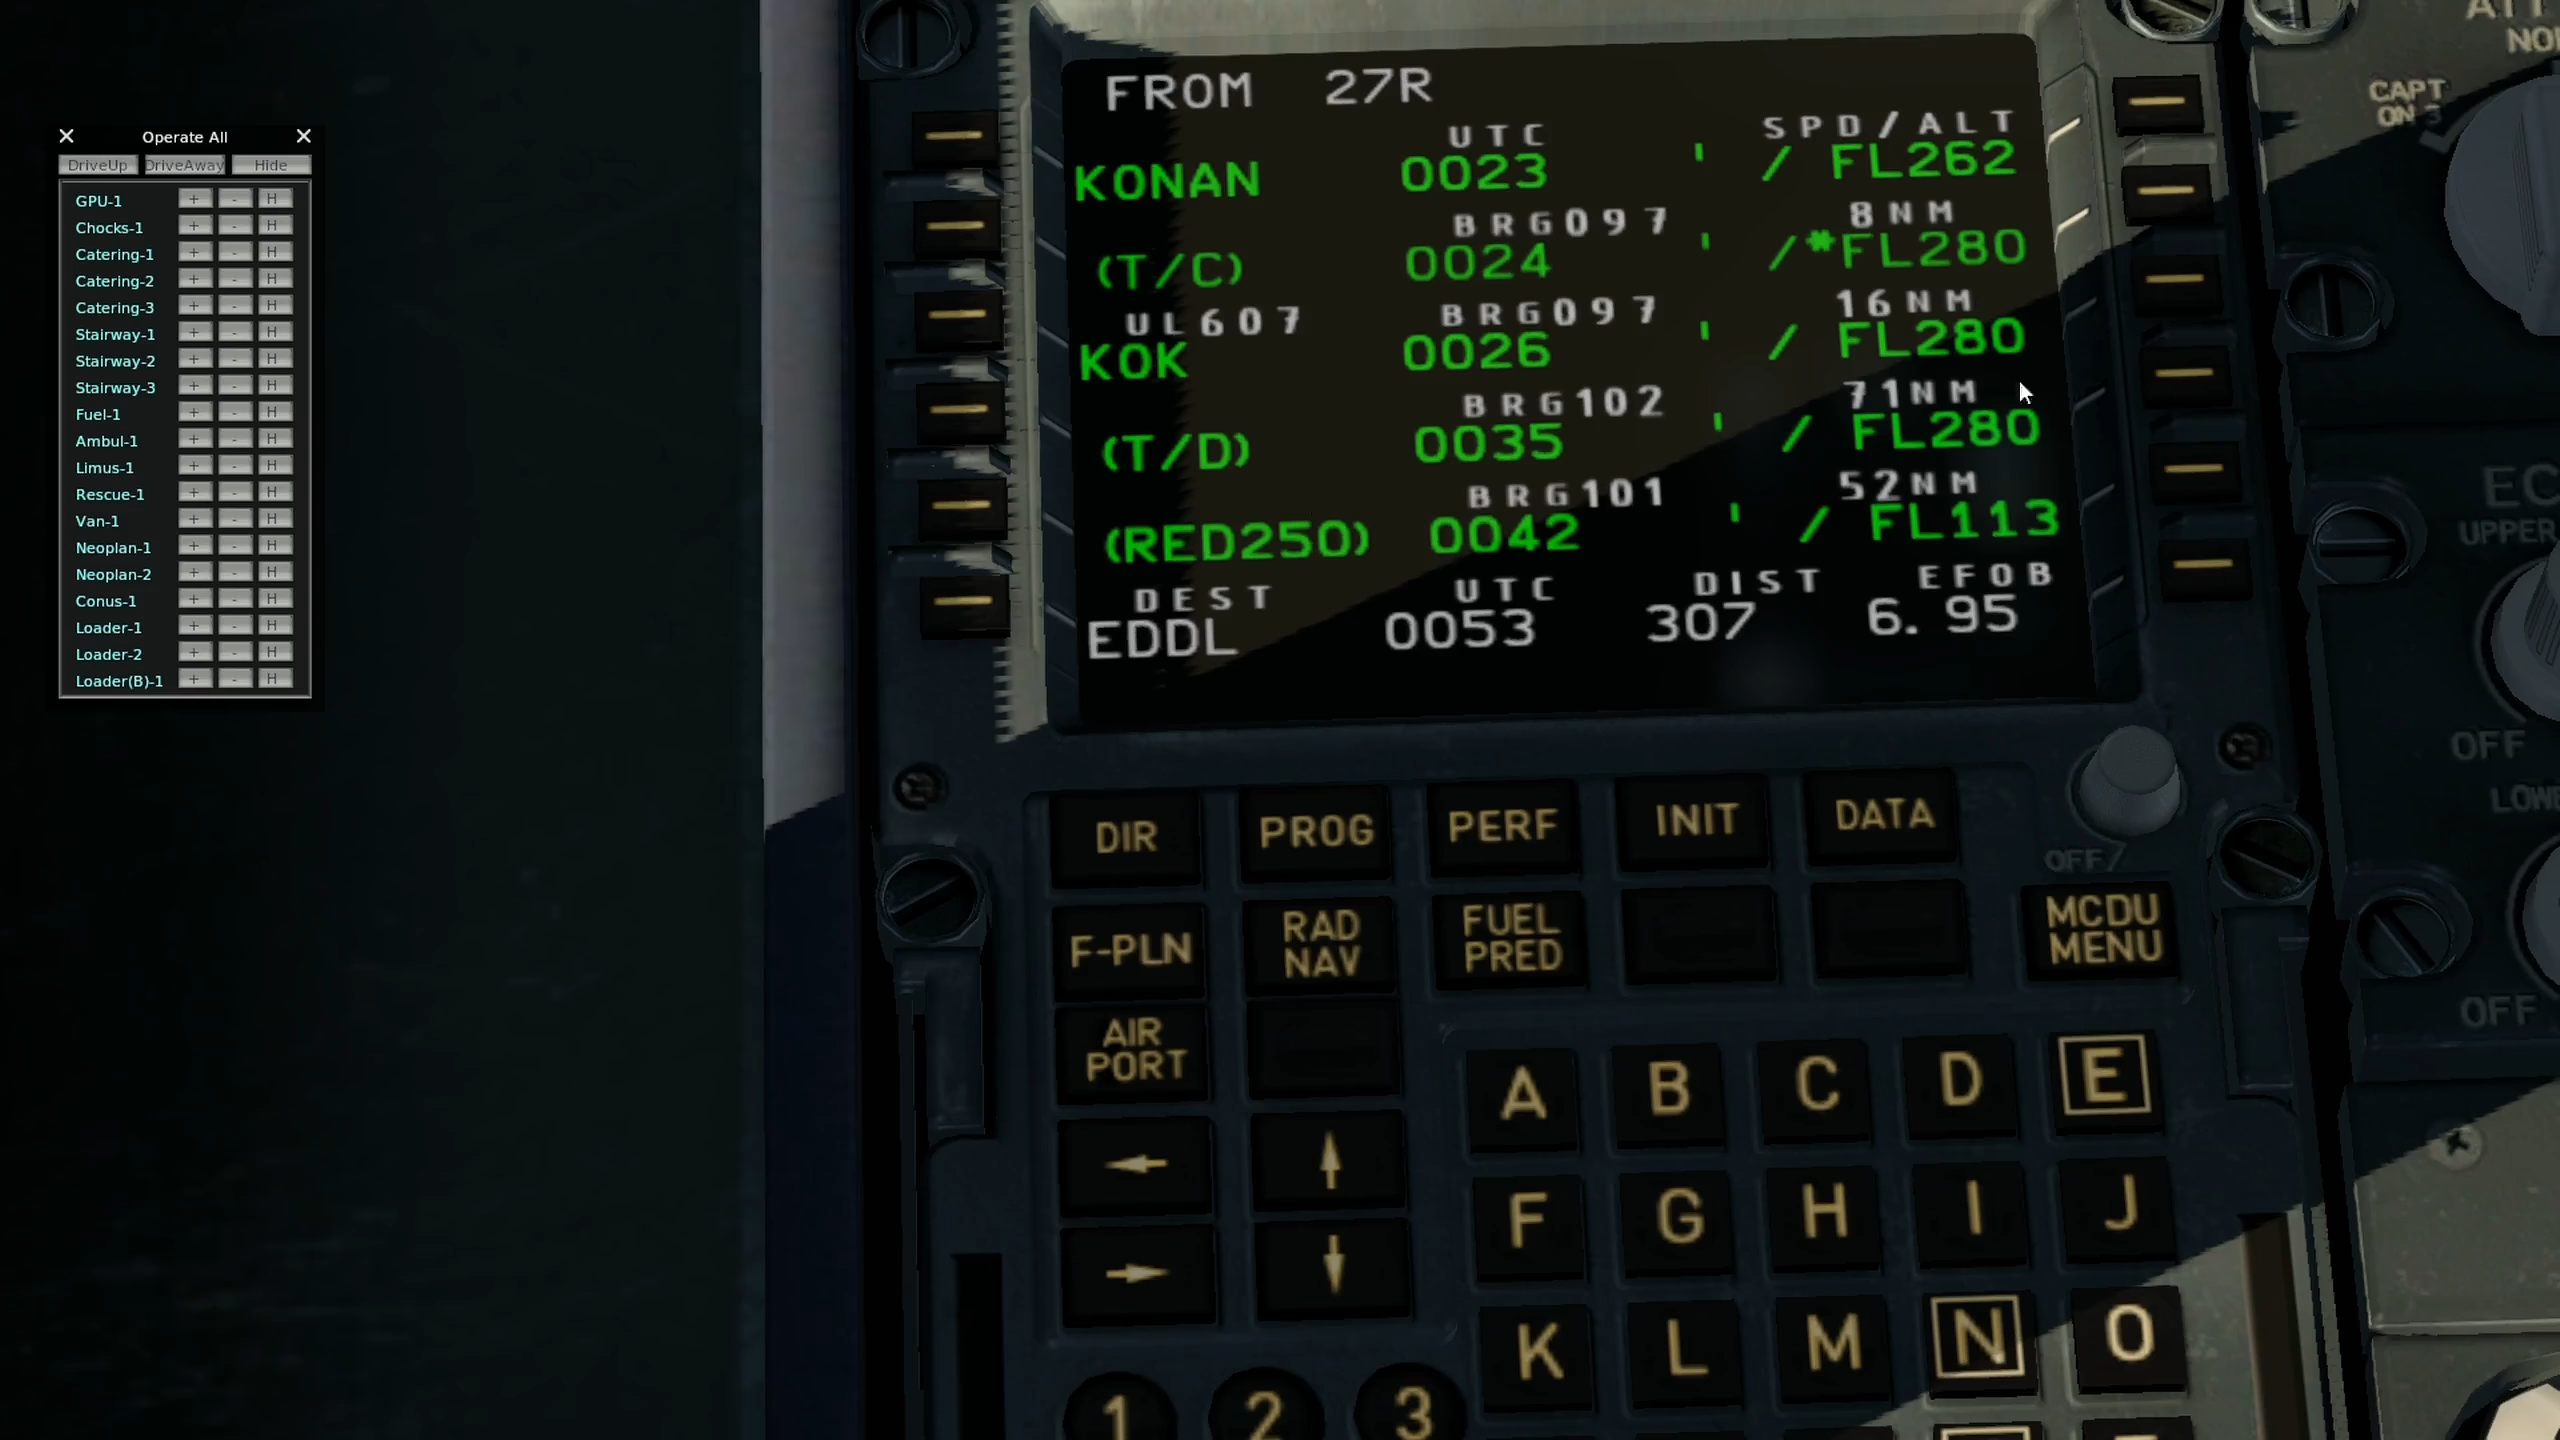 Operate All
DriveUp DriveAway Hide
GPU-1 + - H
Chocks-1 + - H
Catering-1 + - H
Catering-2 + - H
Catering-3 + - H
Stairway-1 + - H
Stairway-2 + - H
Stairway-3 + - H
Fuel-1 + - H
Ambul-1 + - H
Limus-1 + - H
Rescue-1 + - H
Van-1 + - H
Neoplan-1 + - H
Neoplan-2 + - H
Conus-1 + - H
Loader-1 + - H
Loader-2 + - H
Loader(B)-1 + - H
FROM 27R
UTC SPD/ALT
KONAN 0023 ' / FL262
BRG097 8NM
(T/C) 0024 ' /*FL280
UL607 BRG097 16NM
KOK 0026 ' / FL280
BRG102 71NM
(T/D) 0035 ' / FL280
BRG101 52NM
(RED250) 0042 ' / FL113
DEST UTC DIST EFOB
EDDL 0053 307 6.95
DIR PROG PERF INIT DATA
OFF
F-PLN RAD NAV FUEL PRED MCDU MENU
AIR PORT
A B C D E
F G H I J
K L M N O
1 2 3
CAPT
ON 3
UPPER
OFF
OFF